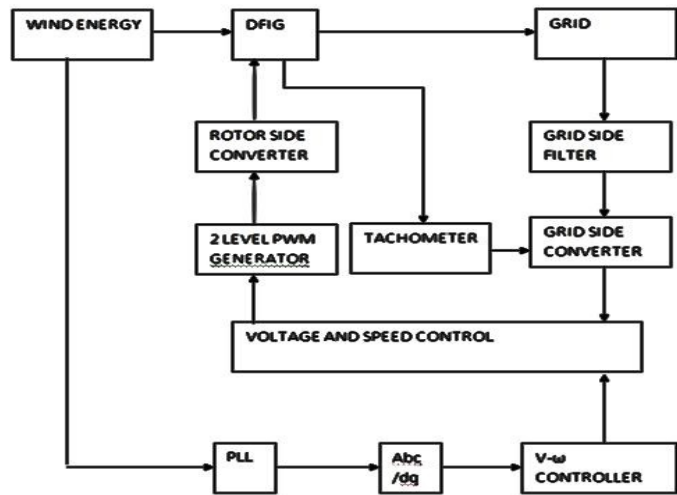 WIND ENERGY
DFIG
GRID
ROTOR SIDE
CONVERTER
GRID SIDE
FILTER
2 LEVEL PWM
GENERATOR
TACHOMETER
GRID SIDE
CONVERTER
VOLTAGE AND SPEED CONTROL
PLL
Abc
/dq
V-ω
CONTROLLER